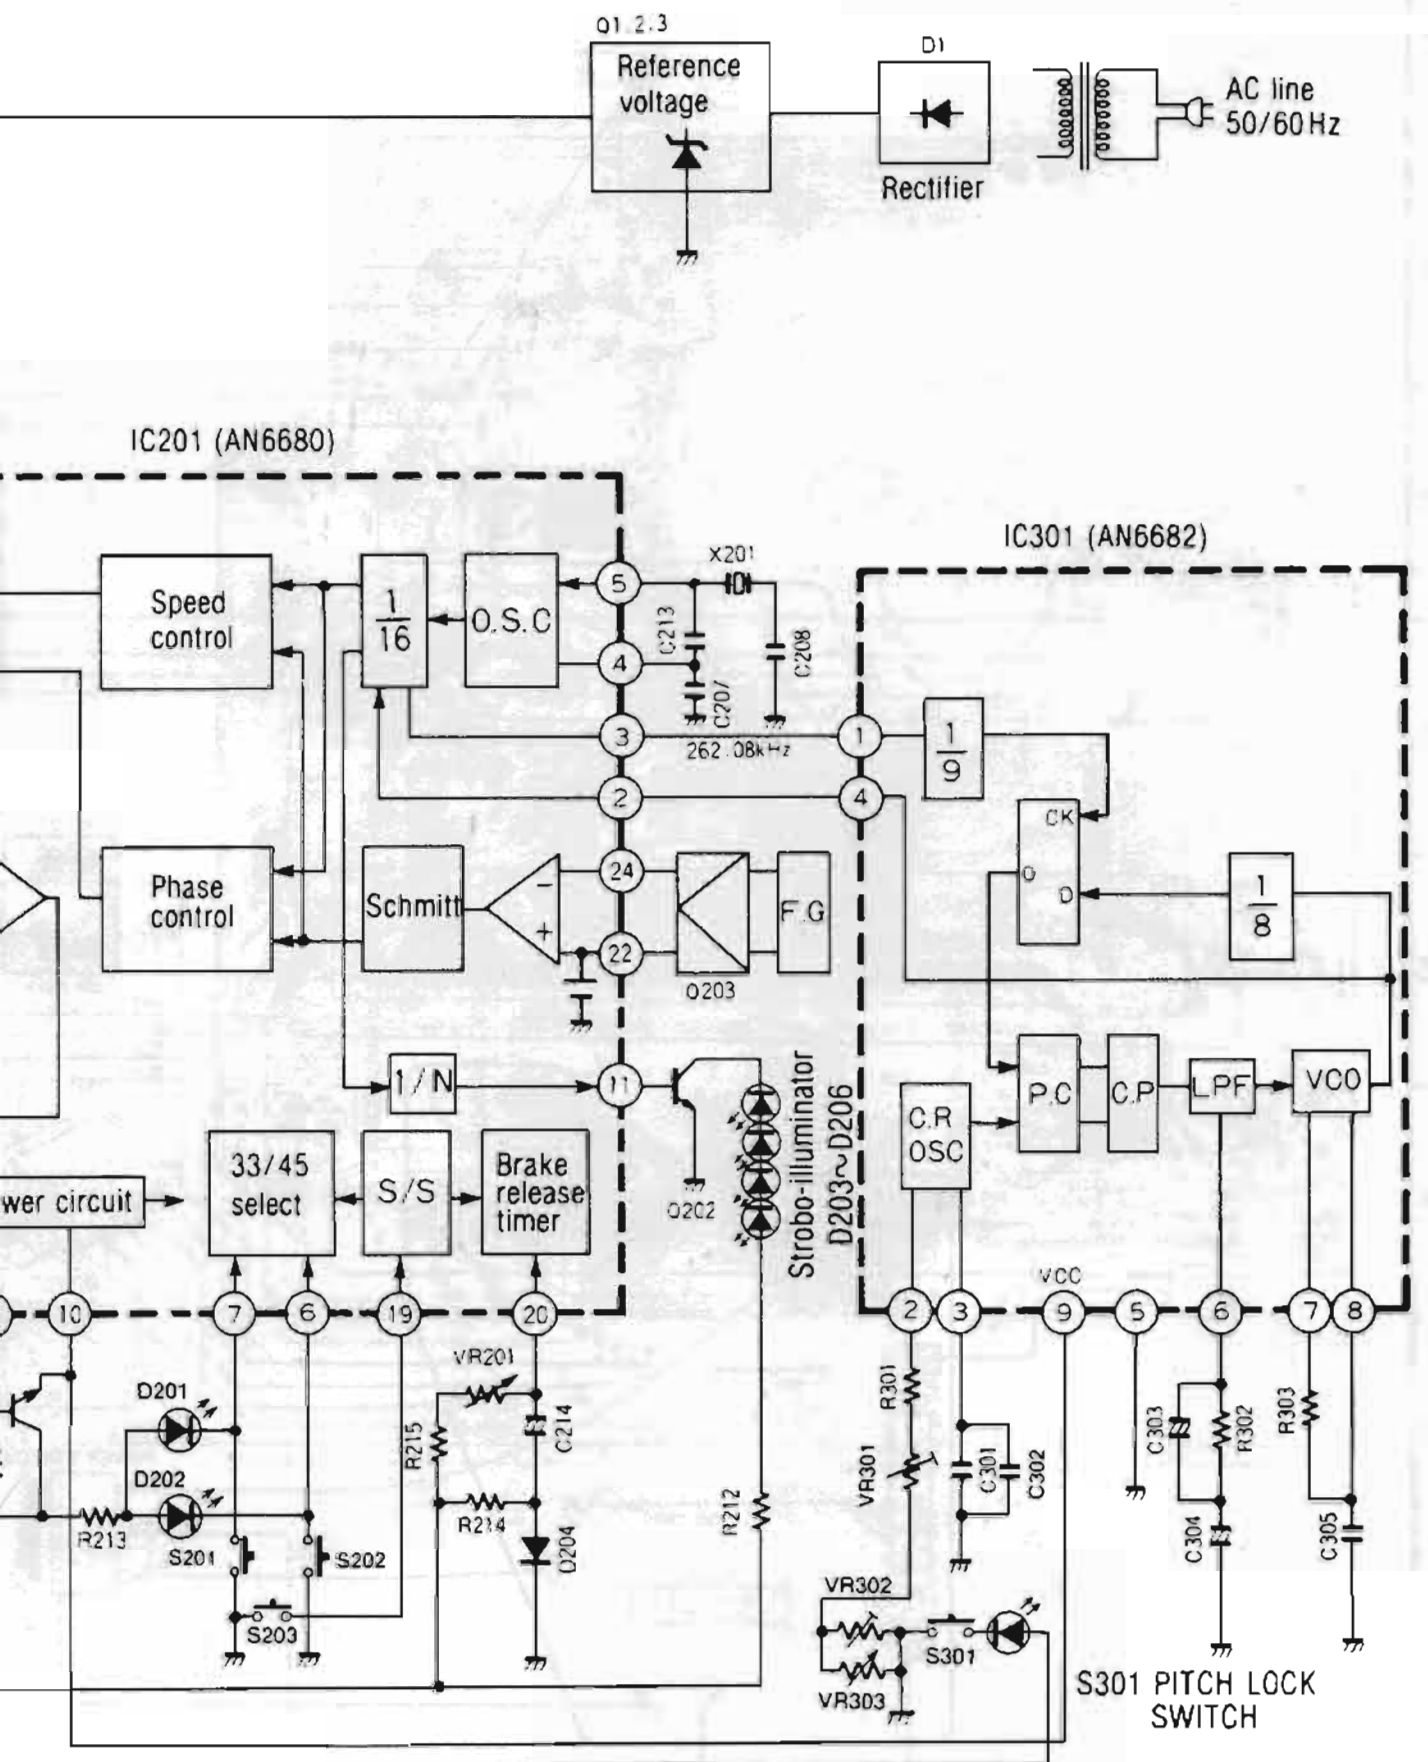 Q1.2.3
Reference
voltage
D1
Rectifier
AC line
50/60Hz
IC201 (AN6680)
Speed
control
1
16
O.S.C
5
4
3
2
X201
C213
C207
C208
262.08kHz
IC301 (AN6682)
1
4
1
9
CK
O
D
1
8
Phase
control
Schmitt
−
+
24
22
F.G
Q203
1/N
11
Q202
Strobo-illuminator
D203~D206
C.R
OSC
P.C
C.P
LPF
VCO
wer circuit
33/45
select
S/S
Brake
release
timer
10
7
6
19
20
VCC
2
3
9
5
6
7
8
D201
D202
R213
S201
S202
S203
VR201
R215
C214
R214
D204
R212
R301
VR301
C301
C302
VR302
VR303
S301
C303
R302
C304
R303
C305
S301 PITCH LOCK
SWITCH